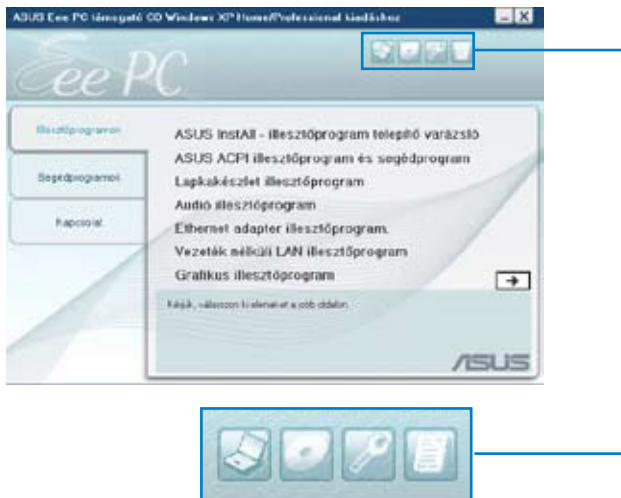 ASUS Eee PC támogató CD Windows XP Home/Professional kiadáshoz
Eee PC
Illesztőprogramok
Segédprogramok
Kapcsolat
ASUS InstAll - illesztőprogram telepítő varázsló
ASUS ACPI illesztőprogram és segédprogram
Lapkakészlet illesztőprogram
Audió illesztőprogram
Ethernet adapter illesztőprogram.
Vezeték nélküli LAN illesztőprogram
Grafikus illesztőprogram
Kérjük, válasszon ki elemeket a jobb oldalon.
ASUS